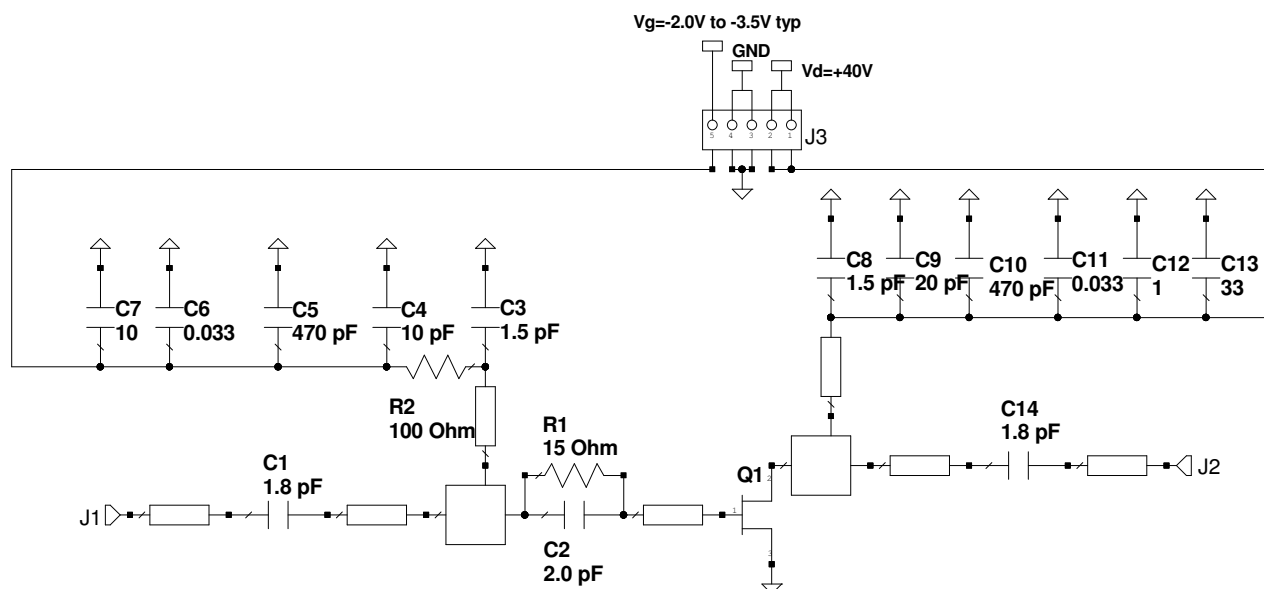 Vg=-2.0V to -3.5V typ
GND
Vd=+40V
5 4 3 2 1
J3
C7
10
C6
0.033
C5
470 pF
C4
10 pF
C3
1.5 pF
C8
1.5 pF
C9
20 pF
C10
470 pF
C11
0.033
C12
1
C13
33
R2
100 Ohm
R1
15 Ohm
C14
1.8 pF
C1
1.8 pF
Q1
2
J2
J1
1
3
C2
2.0 pF